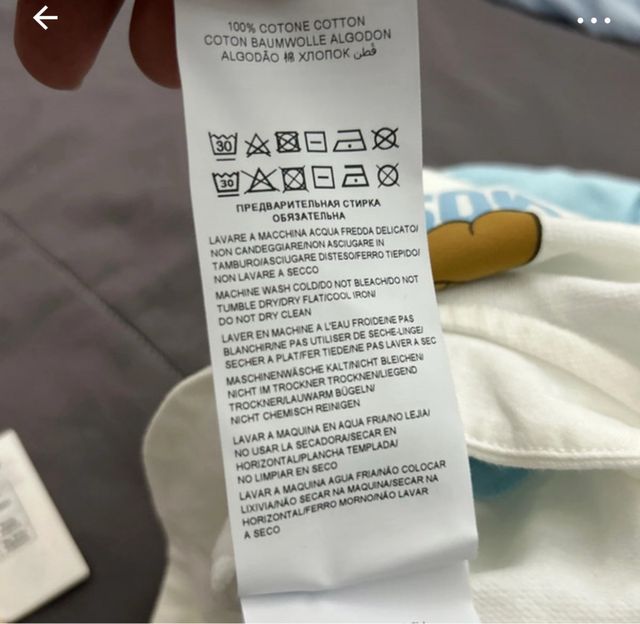 100% COTONE COTTON
COTON BAUMWOLLE ALGODON
ALGODÃO 棉 ХЛОПОК قطن
30
30
ПРЕДВАРИТЕЛЬНАЯ СТИРКА
ОБЯЗАТЕЛЬНА
LAVARE A MACCHINA ACQUA FREDDA DELICATO/
NON CANDEGGIARE/NON ASCIUGARE IN
TAMBURO/ASCIUGARE DISTESO/FERRO TIEPIDO/
NON LAVARE A SECCO
MACHINE WASH COLD/DO NOT BLEACH/DO NOT
TUMBLE DRY/DRY FLAT/COOL IRON/
DO NOT DRY CLEAN
LAVER EN MACHINE A L'EAU FROIDE/NE PAS
BLANCHIR/NE PAS UTILISER DE SECHE-LINGE/
SECHER A PLAT/FER TIEDE/NE PAS LAVER A SEC
MASCHINENWÄSCHE KALT/NICHT BLEICHEN/
NICHT IM TROCKNER TROCKNEN/LIEGEND
TROCKNER/LAUWARM BÜGELN/
NICHT CHEMISCH REINIGEN
LAVAR A MAQUINA EN AQUA FRIA/NO LEJIA/
NO USAR LA SECADORA/SECAR EN
HORIZONTAL/PLANCHA TEMPLADA/
NO LIMPIAR EN SECO
LAVAR A MAQUINA AGUA FRIA/NÃO COLOCAR
LIXIVIA/NÃO SECAR NA MAQUINA/SECAR NA
HORIZONTAL/FERRO MORNO/NÃO LAVAR
A SECO